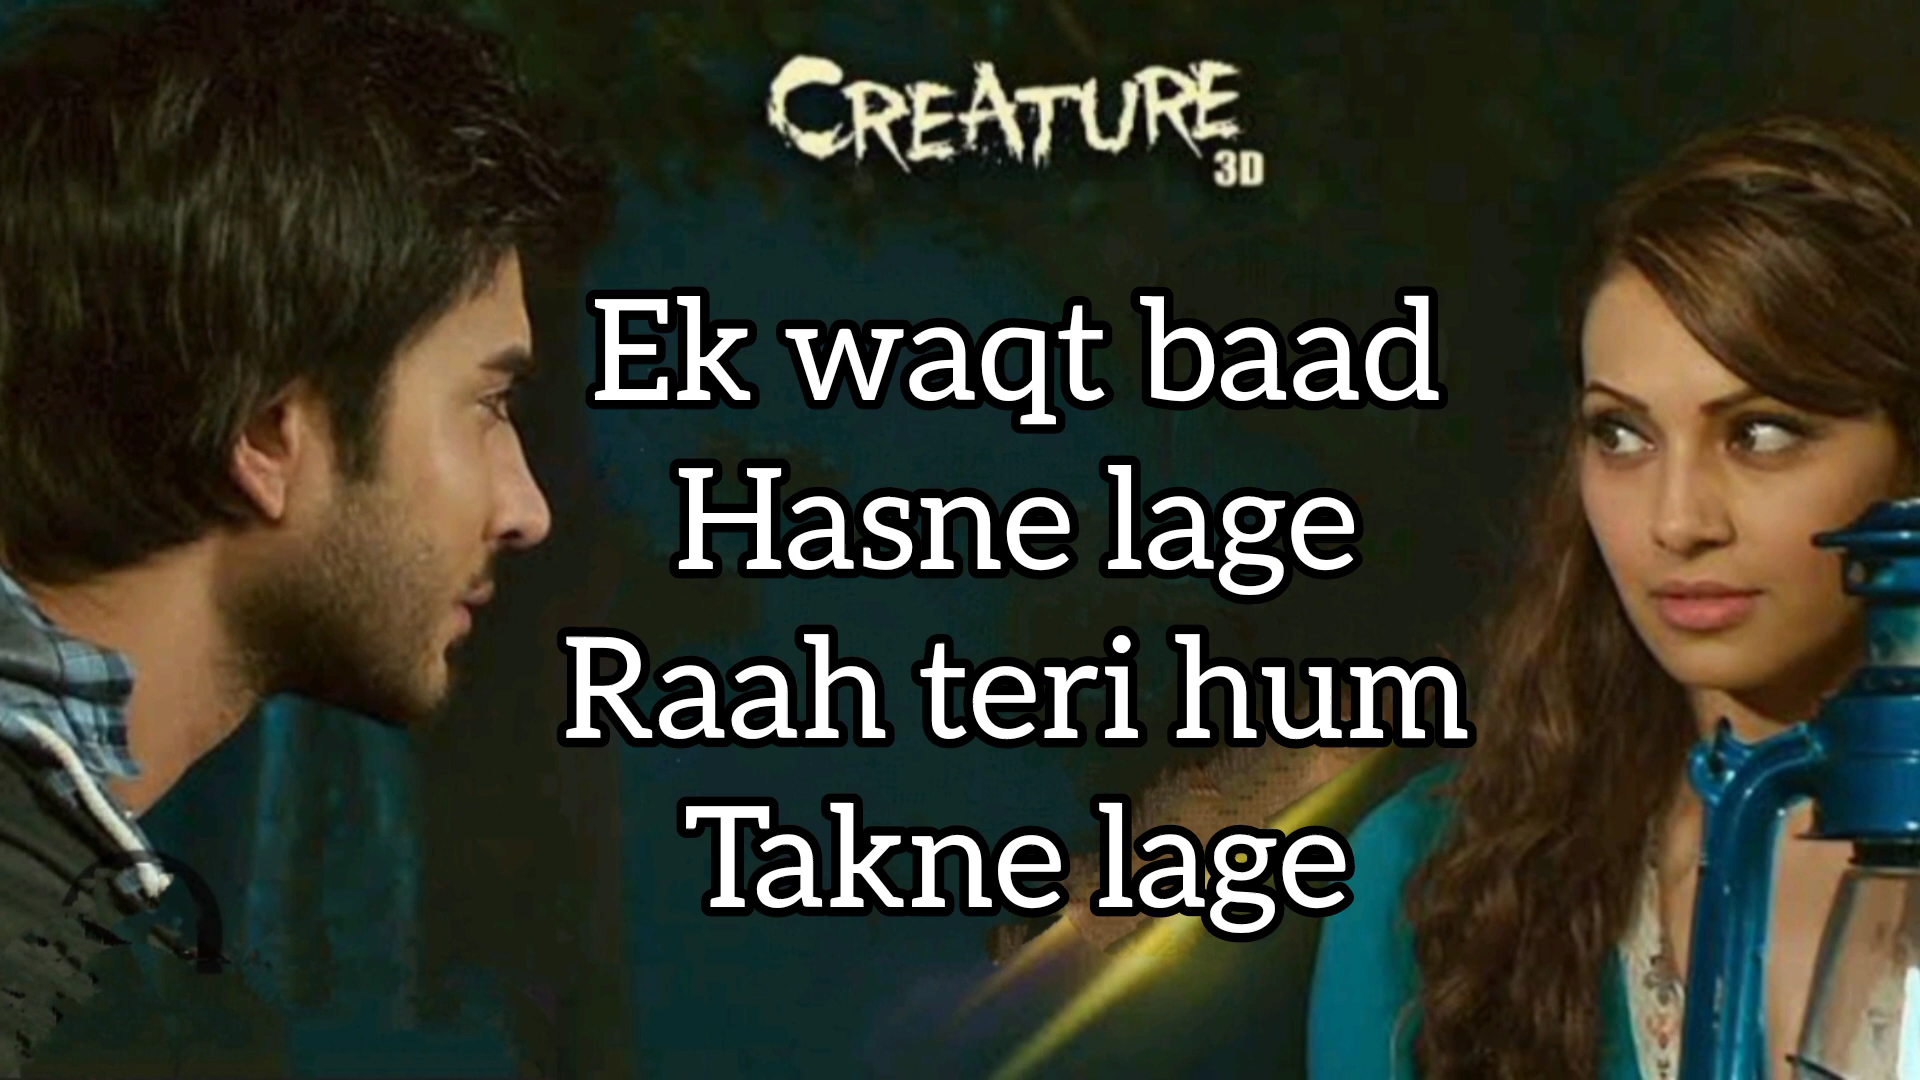 CREATURE
3D
Ek waqt baad
Hasne lage
Raah teri hum
Takne lage